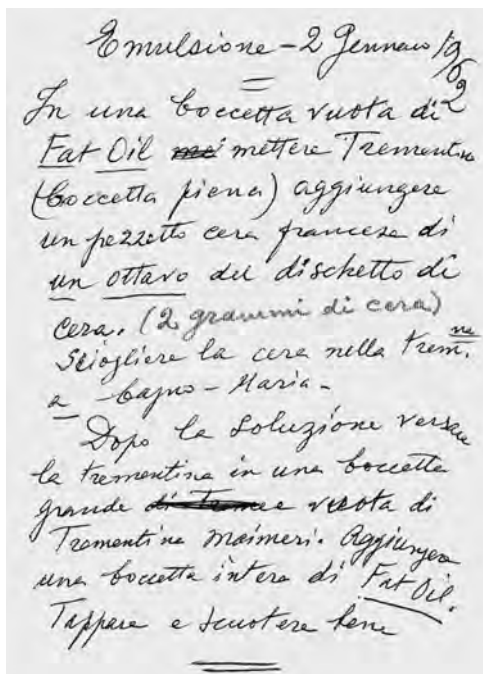 Emulsione - 2 Gennaio 1962
In una boccetta vuota di
Fat Oil mettere Trementina
(boccetta piena) aggiungere
un pezzetto cera francese di
un ottavo del dischetto di
cera. (2 grammi di cera)
Sciogliere la cera nella trem.ne
a bagno-Maria-
Dopo la soluzione versare
la trementina in una boccetta
grande vuota di
Trementina Maimeri. Aggiungere
una boccetta intera di Fat Oil.
Tappare e scuotere bene